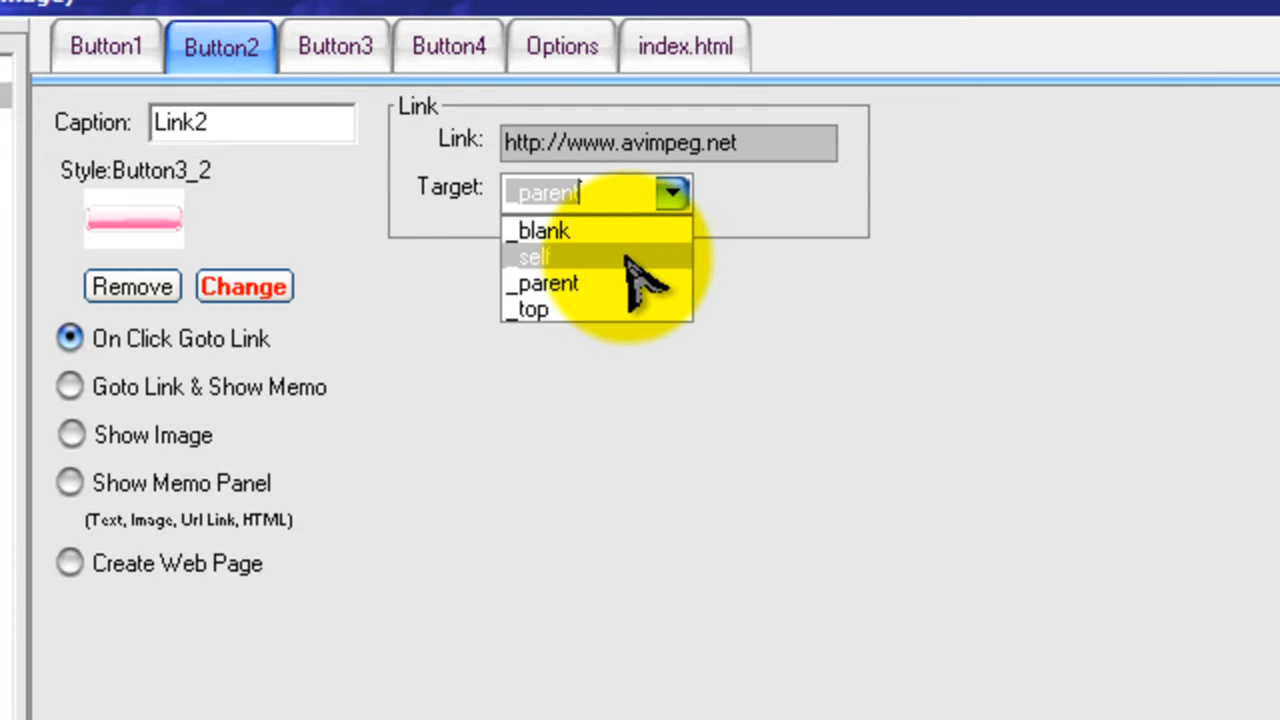 Button1 Button2 Button3 Button4 Options index.html
Caption: Link2
Link
Link: http://www.avimpeg.net
Style:Button3_2
Target: _parent
_blank
_self
_parent
_top
Remove Change
On Click Goto Link
Goto Link & Show Memo
Show Image
Show Memo Panel
(Text, Image, Url Link, HTML)
Create Web Page